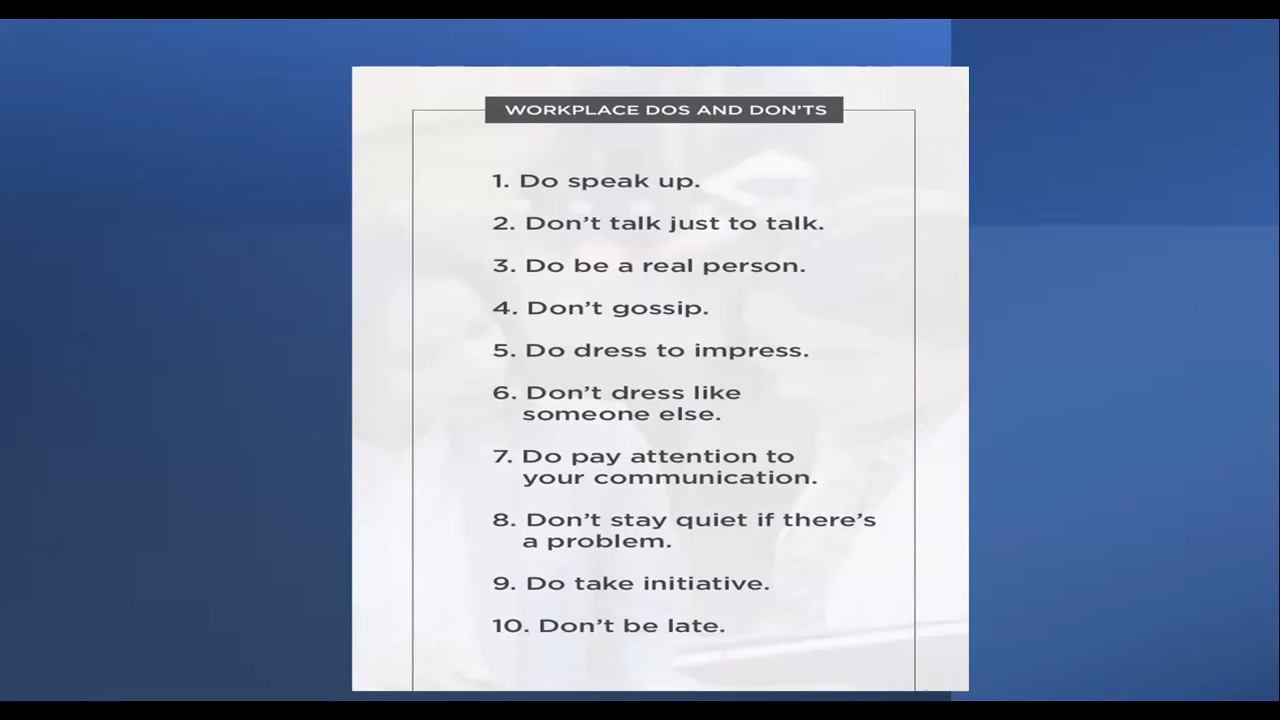 WORKPLACE DOS AND DON'TS
1. Do speak up.
2. Don't talk just to talk.
3. Do be a real person.
4. Don't gossip.
5. Do dress to impress.
6. Don't dress like
someone else.
7. Do pay attention to
your communication.
8. Don't stay quiet if there's
a problem.
9. Do take initiative.
10. Don't be late.